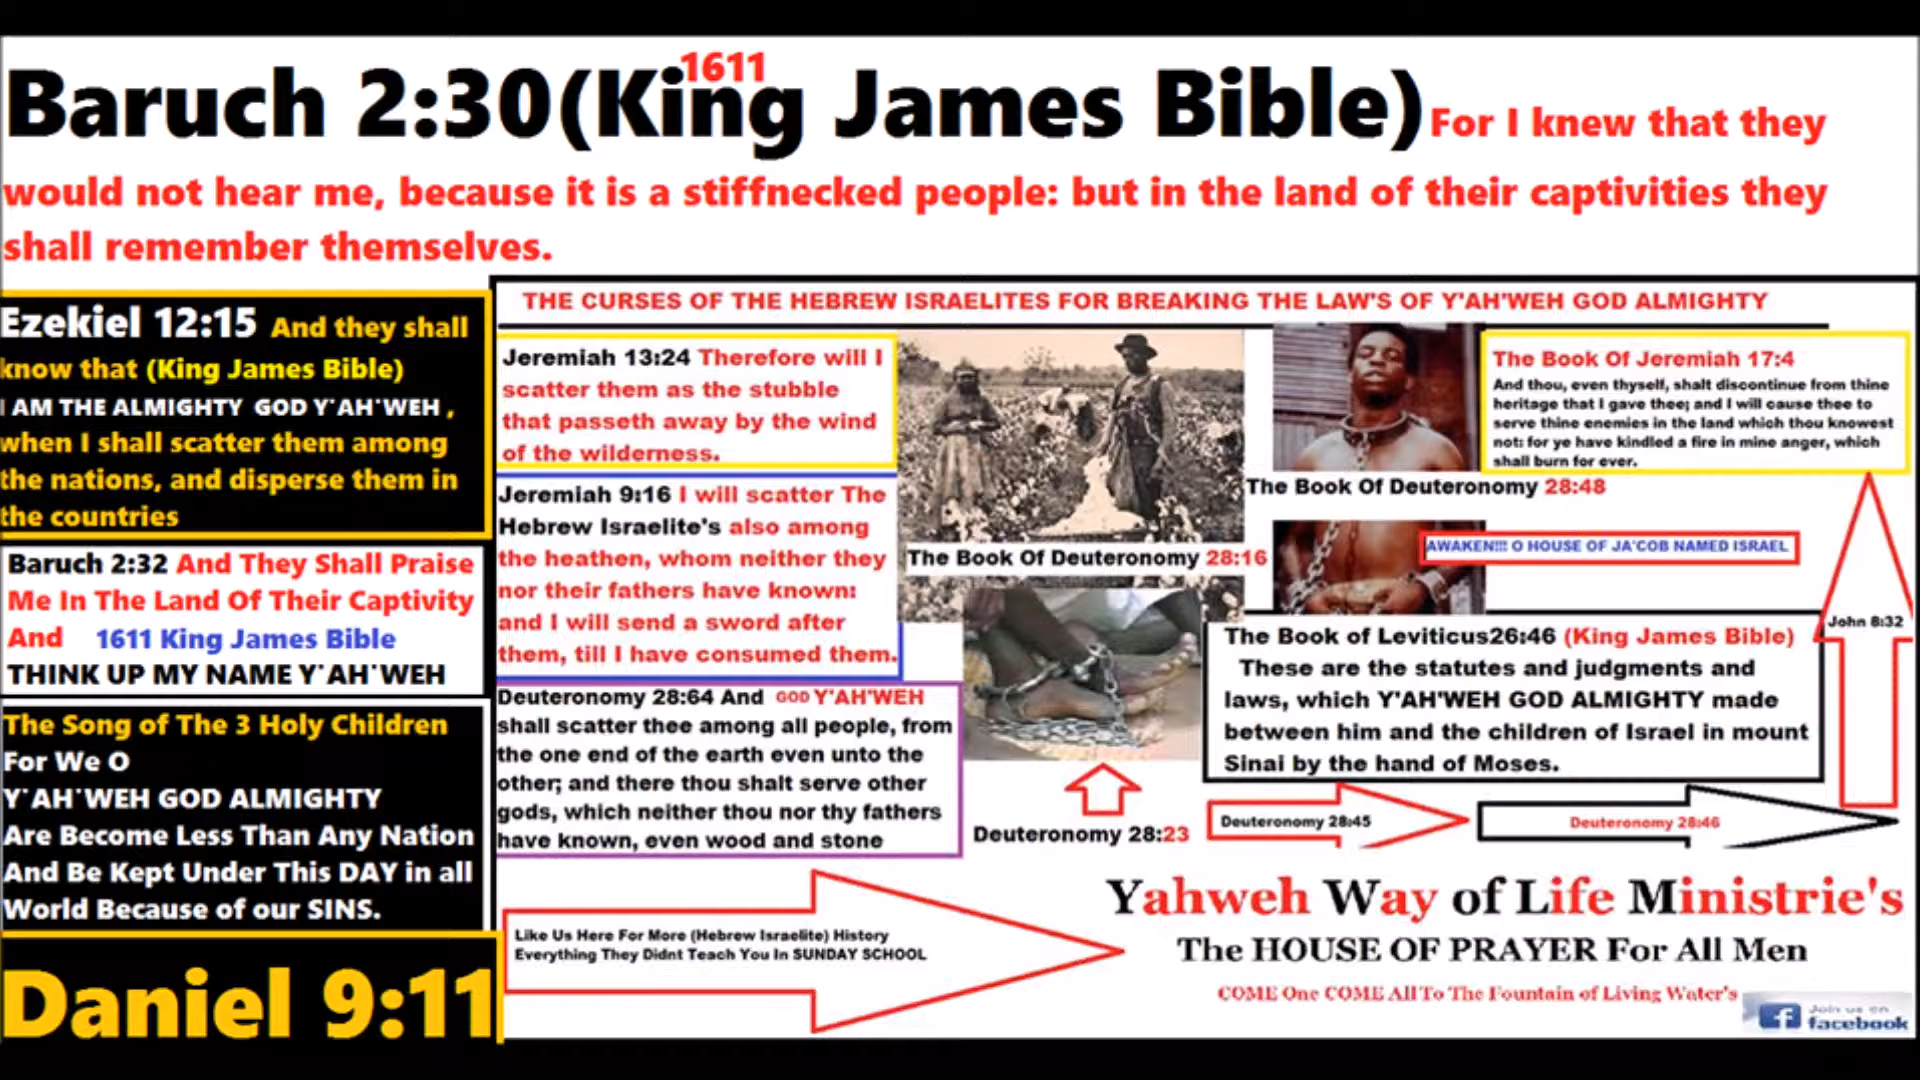 1611
Baruch 2:30(King James Bible) For I knew that they
would not hear me, because it is a stiffnecked people: but in the land of their captivities they
shall remember themselves.
Ezekiel 12:15 And they shall
know that (King James Bible)
I AM THE ALMIGHTY GOD Y'AH'WEH ,
when I shall scatter them among
the nations, and disperse them in
the countries
Baruch 2:32 And They Shall Praise
Me In The Land Of Their Captivity
And 1611 King James Bible
THINK UP MY NAME Y'AH'WEH
The Song of The 3 Holy Children
For We O
Y'AH'WEH GOD ALMIGHTY
Are Become Less Than Any Nation
And Be Kept Under This DAY in all
World Because of our SINS.
Daniel 9:11
THE CURSES OF THE HEBREW ISRAELITES FOR BREAKING THE LAW'S OF Y'AH'WEH GOD ALMIGHTY
Jeremiah 13:24 Therefore will I
scatter them as the stubble
that passeth away by the wind
of the wilderness.
Jeremiah 9:16 I will scatter The
Hebrew Israelite's also among
the heathen, whom neither they
nor their fathers have known:
and I will send a sword after
them, till I have consumed them.
Deuteronomy 28:64 And GOD Y'AH'WEH
shall scatter thee among all people, from
the one end of the earth even unto the
other; and there thou shalt serve other
gods, which neither thou nor thy fathers
have known, even wood and stone
The Book Of Deuteronomy 28:16
Deuteronomy 28:23
The Book Of Jeremiah 17:4
And thou, even thyself, shalt discontinue from thine
heritage that I gave thee; and I will cause thee to
serve thine enemies in the land which thou knowest
not: for ye have kindled a fire in mine anger, which
shall burn for ever.
The Book Of Deuteronomy 28:48
AWAKEN!!! O HOUSE OF JA'COB NAMED ISRAEL
John 8:32
The Book of Leviticus26:46 (King James Bible)
These are the statutes and judgments and
laws, which Y'AH'WEH GOD ALMIGHTY made
between him and the children of Israel in mount
Sinai by the hand of Moses.
Deuteronomy 28:45
Deuteronomy 28:46
Like Us Here For More (Hebrew Israelite) History
Everything They Didnt Teach You In SUNDAY SCHOOL
Yahweh Way of Life Ministrie's
The HOUSE OF PRAYER For All Men
COME One COME All To The Fountain of Living Water's
Join us on
facebook